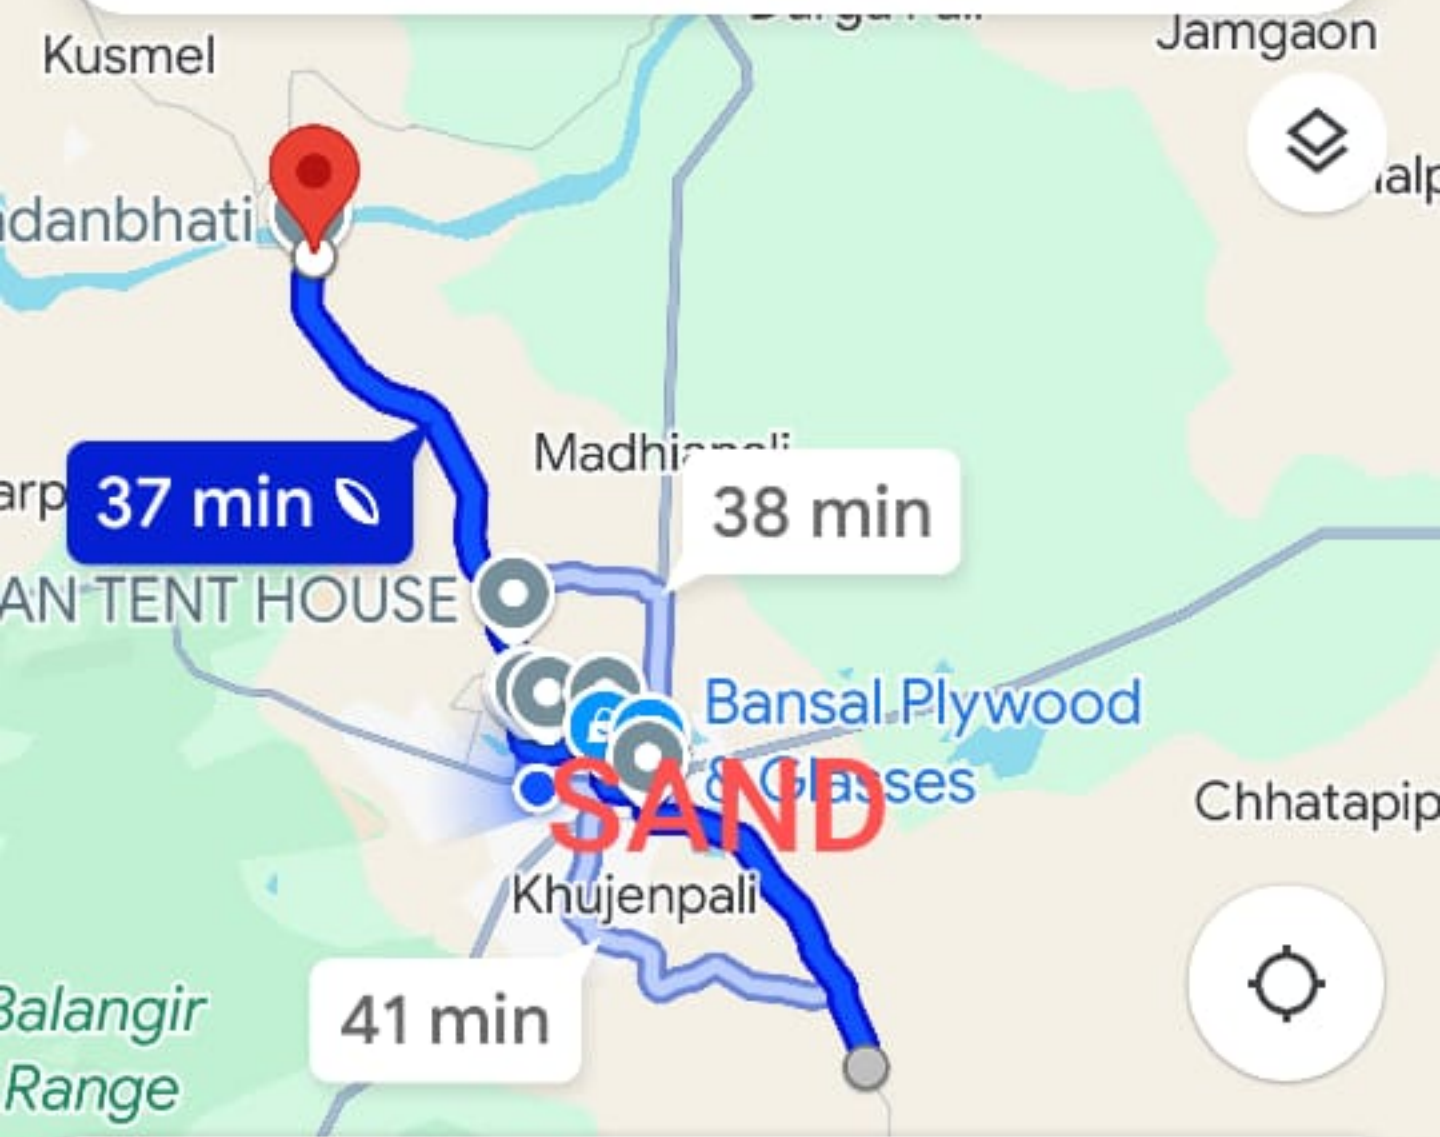 Kusmel
Jamgaon
danbhati
37 min
38 min
AN TENT HOUSE
Bansal Plywood
& Glasses
SAND
Chhatapip
Khujenpali
41 min
Balangir
Range